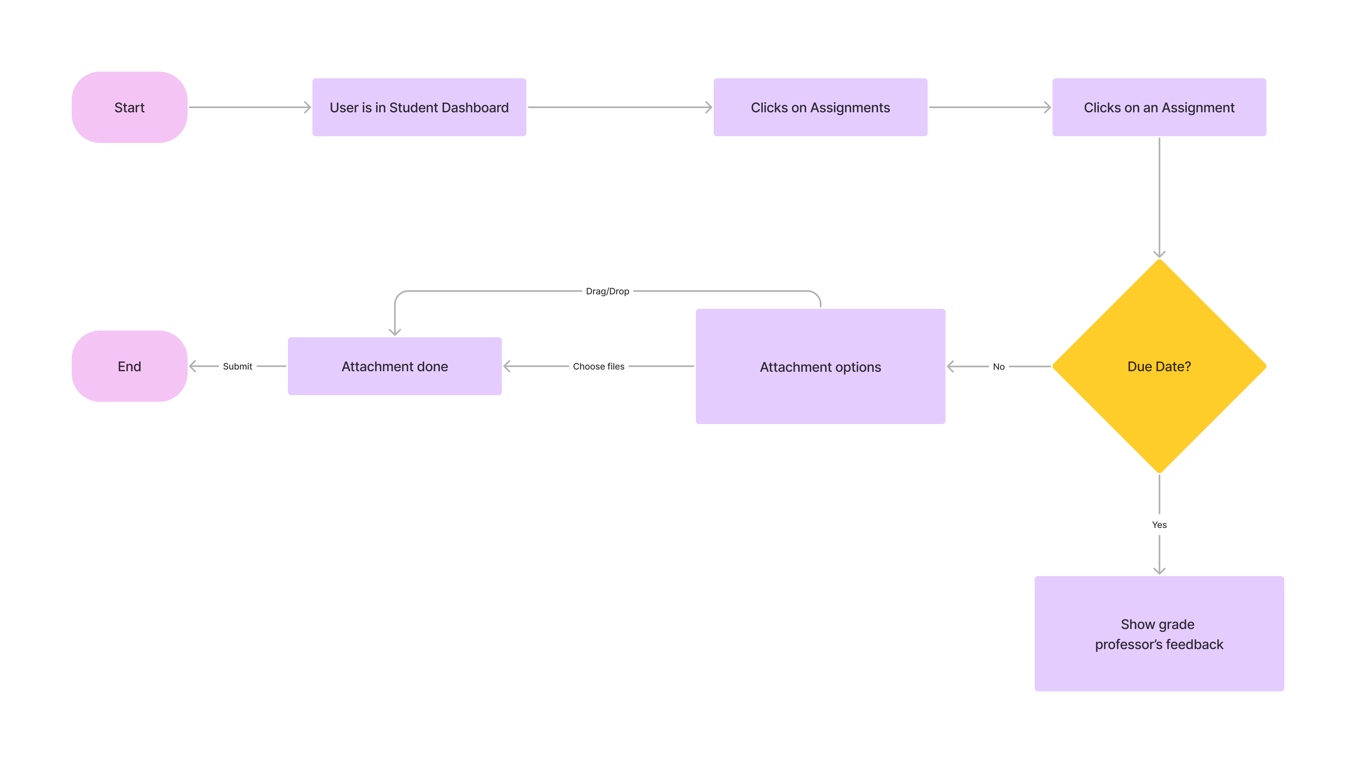 Start
User is in Student Dashboard
Clicks on Assignments
Clicks on an Assignment
Drag/Drop
End
Submit
Attachment done
Choose files
Attachment options
No
Due Date?
Yes
Show grade
professor’s feedback